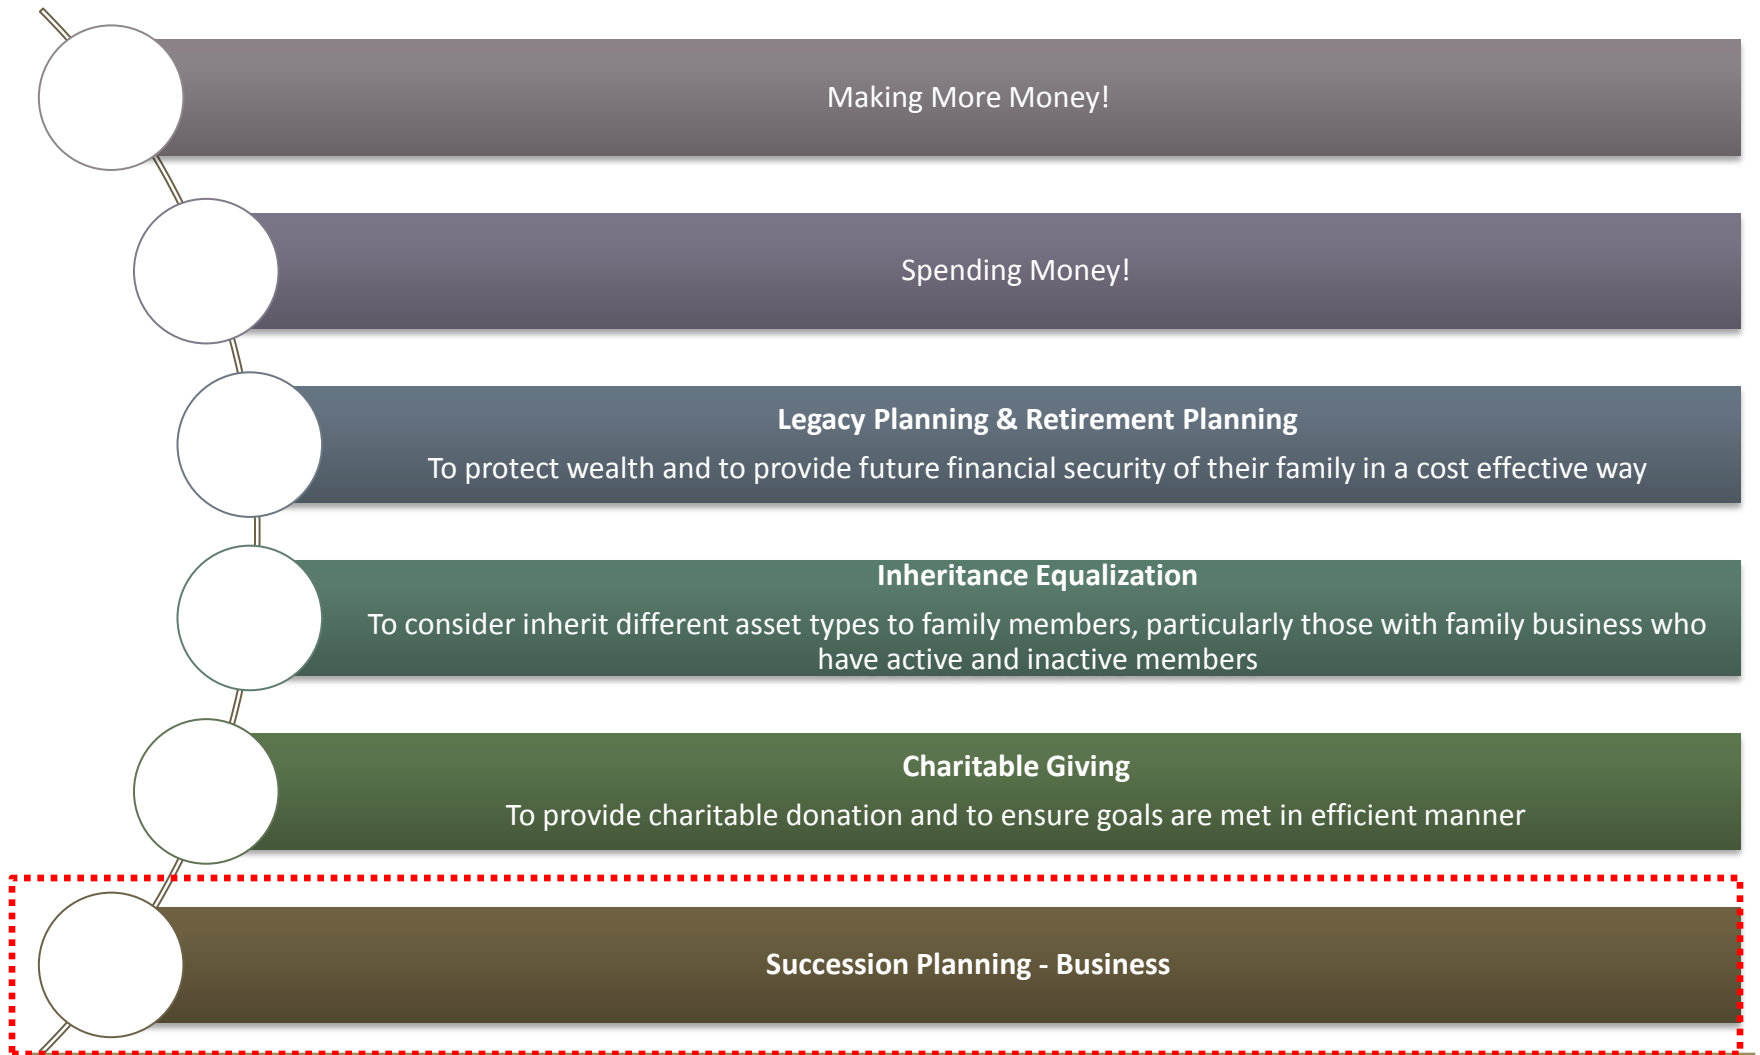 Making More Money!
Spending Money!
Legacy Planning & Retirement Planning
To protect wealth and to provide future financial security of their family in a cost effective way
Inheritance Equalization
To consider inherit different asset types to family members, particularly those with family business who
have active and inactive members
Charitable Giving
To provide charitable donation and to ensure goals are met in efficient manner
Succession Planning - Business